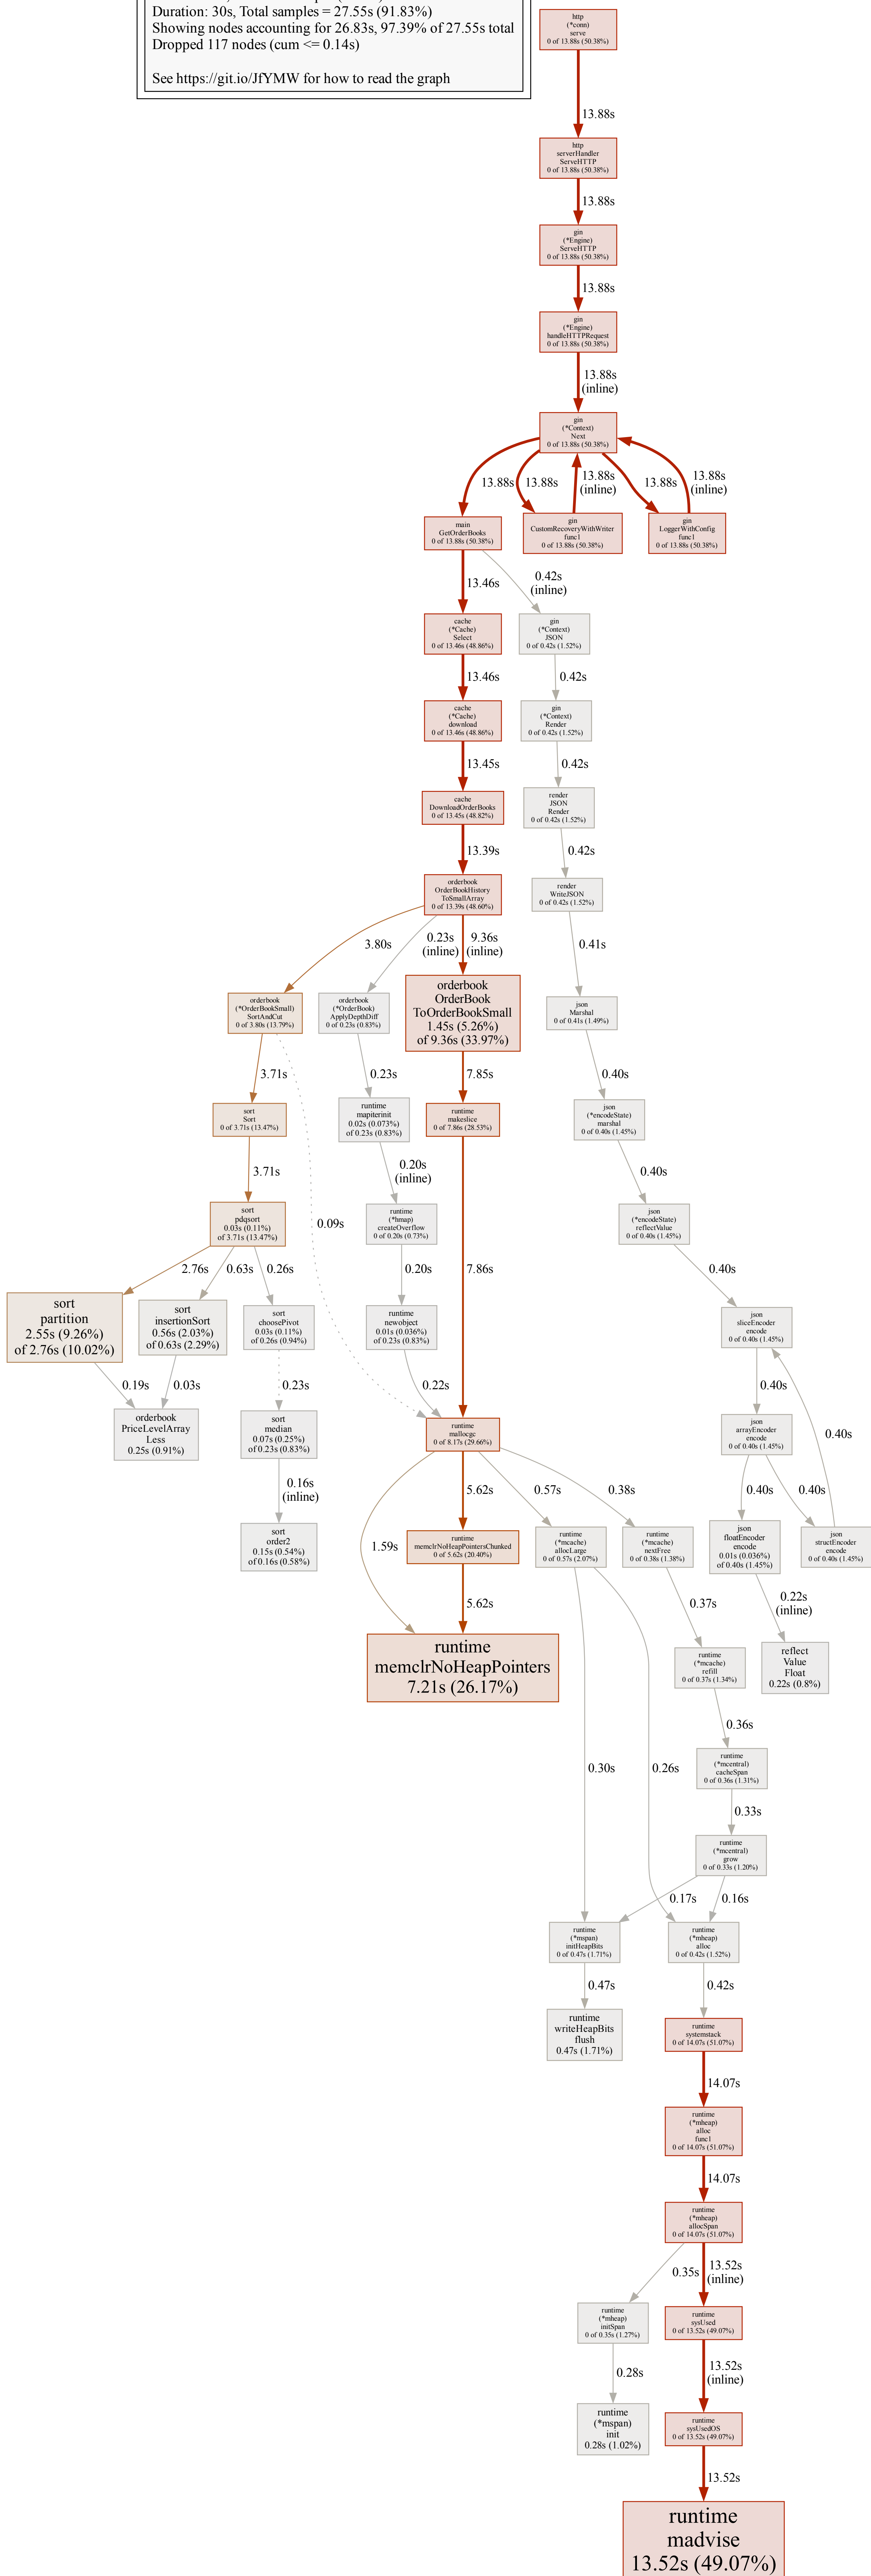 Duration: 30s, Total samples = 27.55s (91.83%)
Showing nodes accounting for 26.83s, 97.39% of 27.55s total
Dropped 117 nodes (cum <= 0.14s)
See https://git.io/JfYMW for how to read the graph
http
(*conn)
serve
0 of 13.88s (50.38%)
13.88s
http
serverHandler
ServeHTTP
0 of 13.88s (50.38%)
13.88s
gin
(*Engine)
ServeHTTP
0 of 13.88s (50.38%)
13.88s
gin
(*Engine)
handleHTTPRequest
0 of 13.88s (50.38%)
13.88s
(inline)
gin
(*Context)
Next
0 of 13.88s (50.38%)
13.88s
13.88s
13.88s
(inline)
13.88s
13.88s
(inline)
main
GetOrderBooks
0 of 13.88s (50.38%)
gin
CustomRecoveryWithWriter
func1
0 of 13.88s (50.38%)
gin
LoggerWithConfig
func1
0 of 13.88s (50.38%)
13.46s
0.42s
(inline)
cache
(*Cache)
Select
0 of 13.46s (48.86%)
gin
(*Context)
JSON
0 of 0.42s (1.52%)
13.46s
0.42s
cache
(*Cache)
download
0 of 13.46s (48.86%)
gin
(*Context)
Render
0 of 0.42s (1.52%)
13.45s
0.42s
cache
DownloadOrderBooks
0 of 13.45s (48.82%)
render
JSON
Render
0 of 0.42s (1.52%)
13.39s
0.42s
orderbook
OrderBookHistory
ToSmallArray
0 of 13.39s (48.60%)
render
WriteJSON
0 of 0.42s (1.52%)
3.80s
0.23s
(inline)
9.36s
(inline)
0.41s
orderbook
(*OrderBookSmall)
SortAndCut
0 of 3.80s (13.79%)
orderbook
(*OrderBook)
ApplyDepthDiff
0 of 0.23s (0.83%)
orderbook
OrderBook
ToOrderBookSmall
1.45s (5.26%)
of 9.36s (33.97%)
json
Marshal
0 of 0.41s (1.49%)
3.71s
0.23s
7.85s
0.40s
sort
Sort
0 of 3.71s (13.47%)
runtime
mapiterinit
0.02s (0.073%)
of 0.23s (0.83%)
runtime
makeslice
0 of 7.86s (28.53%)
json
(*encodeState)
marshal
0 of 0.40s (1.45%)
3.71s
0.20s
(inline)
0.40s
sort
pdqsort
0.03s (0.11%)
of 3.71s (13.47%)
0.09s
runtime
(*hmap)
createOverflow
0 of 0.20s (0.73%)
json
(*encodeState)
reflectValue
0 of 0.40s (1.45%)
2.76s
0.63s
0.26s
0.20s
7.86s
0.40s
sort
partition
2.55s (9.26%)
of 2.76s (10.02%)
sort
insertionSort
0.56s (2.03%)
of 0.63s (2.29%)
sort
choosePivot
0.03s (0.11%)
of 0.26s (0.94%)
runtime
newobject
0.01s (0.036%)
of 0.23s (0.83%)
json
sliceEncoder
encode
0 of 0.40s (1.45%)
0.19s
0.03s
0.23s
0.22s
0.40s
orderbook
PriceLevelArray
Less
0.25s (0.91%)
sort
median
0.07s (0.25%)
of 0.23s (0.83%)
runtime
mallocgc
0 of 8.17s (29.66%)
json
arrayEncoder
encode
0 of 0.40s (1.45%)
0.40s
0.16s
(inline)
1.59s
5.62s
0.57s
0.38s
0.40s
0.40s
sort
order2
0.15s (0.54%)
of 0.16s (0.58%)
runtime
memclrNoHeapPointersChunked
0 of 5.62s (20.40%)
runtime
(*mcache)
allocLarge
0 of 0.57s (2.07%)
runtime
(*mcache)
nextFree
0 of 0.38s (1.38%)
json
floatEncoder
encode
0.01s (0.036%)
of 0.40s (1.45%)
json
structEncoder
encode
0 of 0.40s (1.45%)
5.62s
0.37s
0.22s
(inline)
runtime
memclrNoHeapPointers
7.21s (26.17%)
runtime
(*mcache)
refill
0 of 0.37s (1.34%)
reflect
Value
Float
0.22s (0.8%)
0.36s
0.30s
0.26s
runtime
(*mcentral)
cacheSpan
0 of 0.36s (1.31%)
0.33s
runtime
(*mcentral)
grow
0 of 0.33s (1.20%)
0.17s
0.16s
runtime
(*mspan)
initHeapBits
0 of 0.47s (1.71%)
runtime
(*mheap)
alloc
0 of 0.42s (1.52%)
0.47s
0.42s
runtime
writeHeapBits
flush
0.47s (1.71%)
runtime
systemstack
0 of 14.07s (51.07%)
14.07s
runtime
(*mheap)
alloc
func1
0 of 14.07s (51.07%)
14.07s
runtime
(*mheap)
allocSpan
0 of 14.07s (51.07%)
0.35s
13.52s
(inline)
runtime
(*mheap)
initSpan
0 of 0.35s (1.27%)
runtime
sysUsed
0 of 13.52s (49.07%)
0.28s
13.52s
(inline)
runtime
(*mspan)
init
0.28s (1.02%)
runtime
sysUsedOS
0 of 13.52s (49.07%)
13.52s
runtime
madvise
13.52s (49.07%)